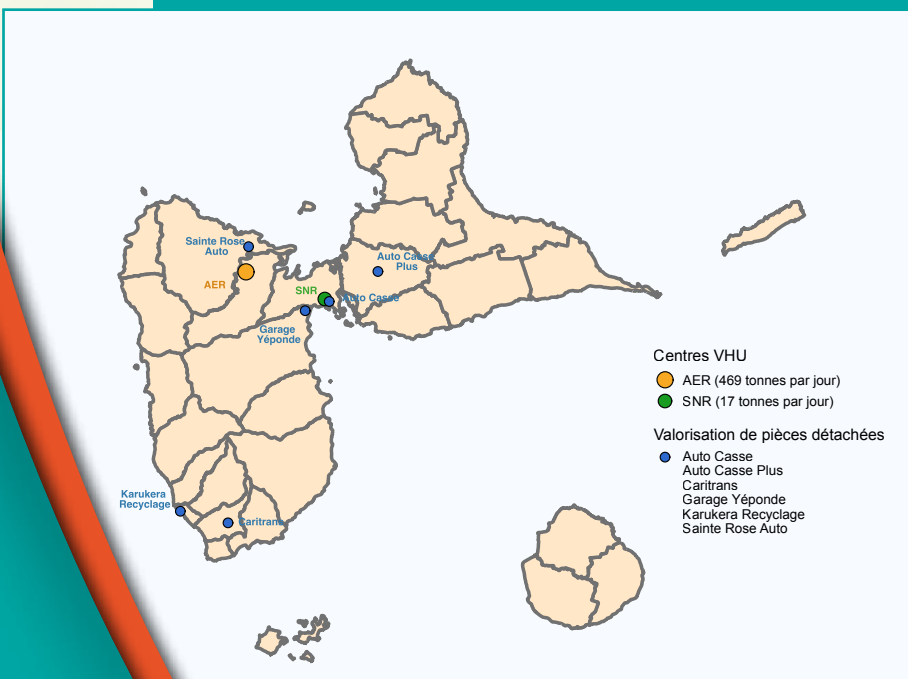 Sainte Rose
Auto
AER
SNR
Auto Casse
Plus
Auto Casse
Garage
Yéponde
Karukera
Recyclage
Caritrans
Centres VHU
AER (469 tonnes par jour)
SNR (17 tonnes par jour)
Valorisation de pièces détachées
Auto Casse
Auto Casse Plus
Caritrans
Garage Yéponde
Karukera Recyclage
Sainte Rose Auto